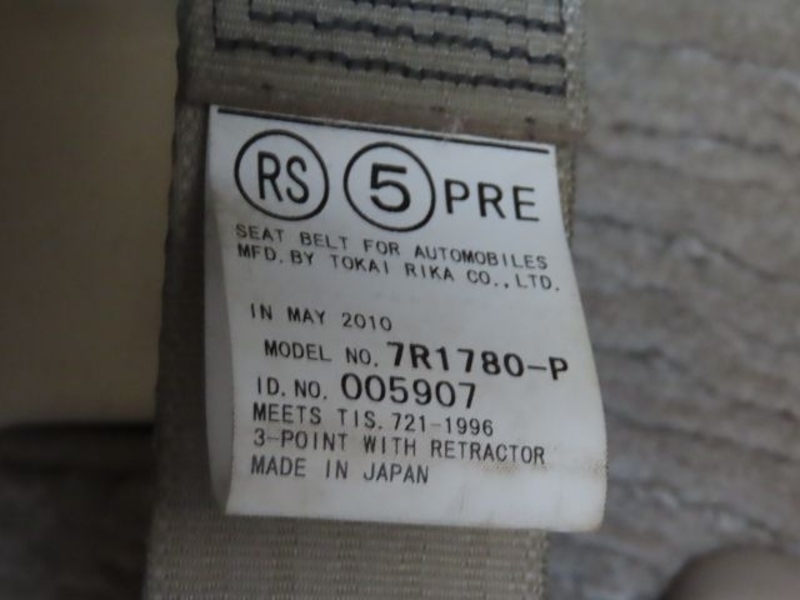 RS 5 PRE
SEAT BELT FOR AUTOMOBILES
MFD. BY TOKAI RIKA CO., LTD.
IN MAY 2010
MODEL NO. 7R1780-P
ID. NO. 005907
MEETS TIS. 721-1996
3-POINT WITH RETRACTOR
MADE IN JAPAN